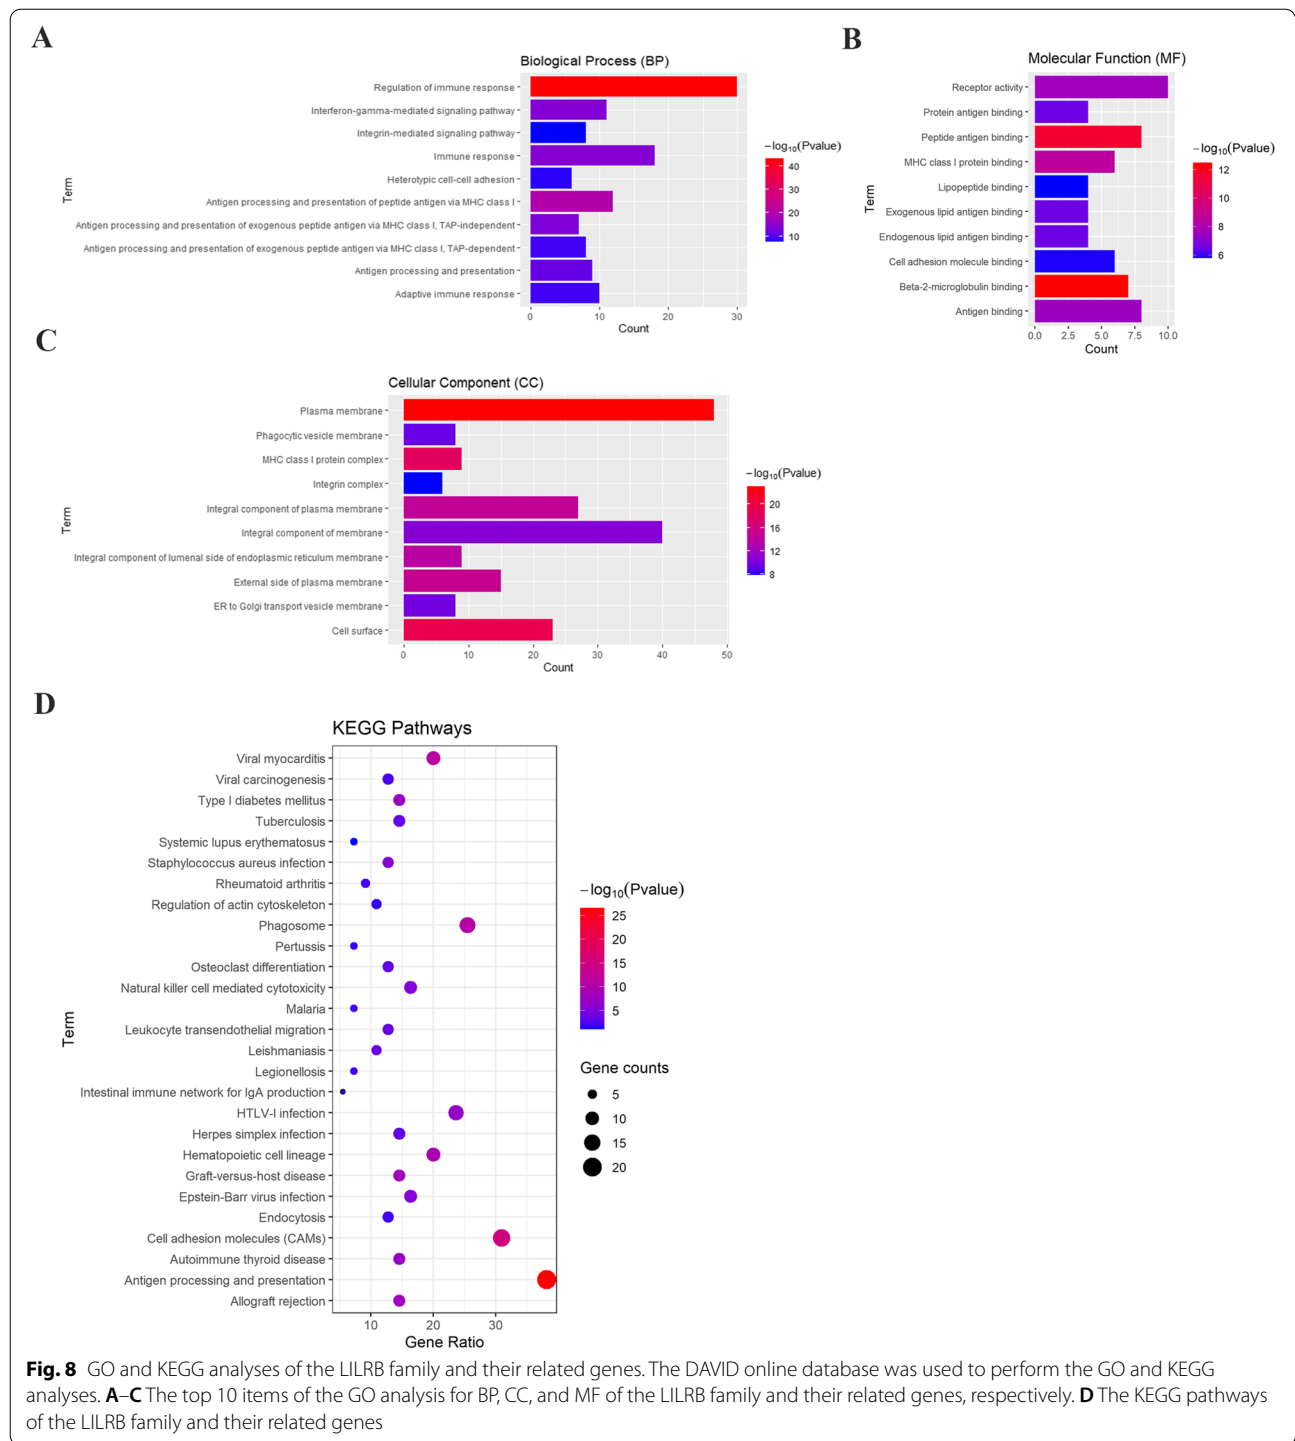 A
Biological Process (BP)
Term
Regulation of immune response
Interferon-gamma-mediated signaling pathway
Integrin-mediated signaling pathway
Immune response
Heterotypic cell-cell adhesion
Antigen processing and presentation of peptide antigen via MHC class I
Antigen processing and presentation of exogenous peptide antigen via MHC class I, TAP-independent
Antigen processing and presentation of exogenous peptide antigen via MHC class I, TAP-dependent
Antigen processing and presentation
Adaptive immune response
0 10 20 30
Count
−log10(Pvalue)
40
30
20
10
B
Molecular Function (MF)
Term
Receptor activity
Protein antigen binding
Peptide antigen binding
MHC class I protein binding
Lipopeptide binding
Exogenous lipid antigen binding
Endogenous lipid antigen binding
Cell adhesion molecule binding
Beta-2-microglobulin binding
Antigen binding
0.0 2.5 5.0 7.5 10.0
Count
−log10(Pvalue)
12
10
8
6
C
Cellular Component (CC)
Term
Plasma membrane
Phagocytic vesicle membrane
MHC class I protein complex
Integrin complex
Integral component of plasma membrane
Integral component of membrane
Integral component of lumenal side of endoplasmic reticulum membrane
External side of plasma membrane
ER to Golgi transport vesicle membrane
Cell surface
0 10 20 30 40 50
Count
−log10(Pvalue)
20
16
12
8
D
KEGG Pathways
Term
Viral myocarditis
Viral carcinogenesis
Type I diabetes mellitus
Tuberculosis
Systemic lupus erythematosus
Staphylococcus aureus infection
Rheumatoid arthritis
Regulation of actin cytoskeleton
Phagosome
Pertussis
Osteoclast differentiation
Natural killer cell mediated cytotoxicity
Malaria
Leukocyte transendothelial migration
Leishmaniasis
Legionellosis
Intestinal immune network for IgA production
HTLV-I infection
Herpes simplex infection
Hematopoietic cell lineage
Graft-versus-host disease
Epstein-Barr virus infection
Endocytosis
Cell adhesion molecules (CAMs)
Autoimmune thyroid disease
Antigen processing and presentation
Allograft rejection
10 20 30
Gene Ratio
−log10(Pvalue)
25
20
15
10
5
Gene counts
5
10
15
20
Fig. 8 GO and KEGG analyses of the LILRB family and their related genes. The DAVID online database was used to perform the GO and KEGG
analyses. A–C The top 10 items of the GO analysis for BP, CC, and MF of the LILRB family and their related genes, respectively. D The KEGG pathways
of the LILRB family and their related genes